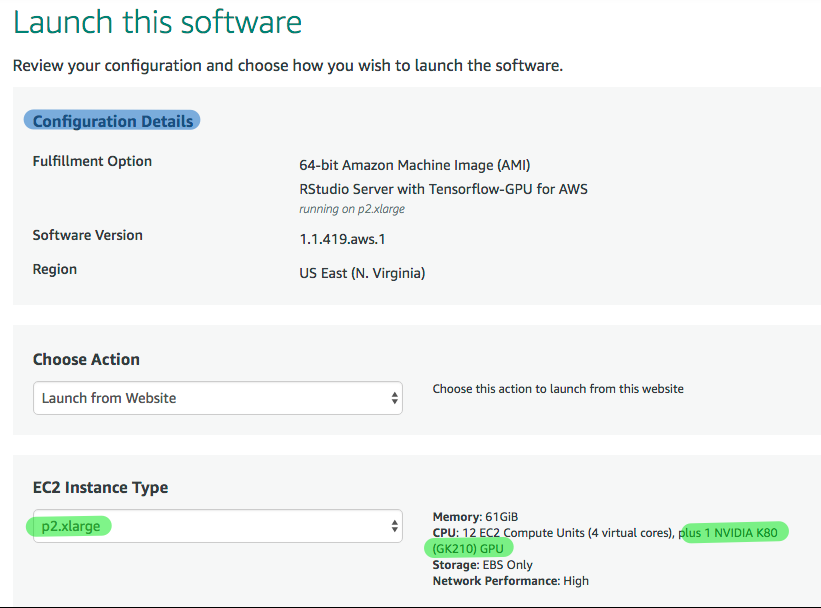 Launch this software
Review your configuration and choose how you wish to launch the software.
Configuration Details
Fulfillment Option
64-bit Amazon Machine Image (AMI)
RStudio Server with Tensorflow-GPU for AWS
running on p2.xlarge
Software Version
1.1.419.aws.1
Region
US East (N. Virginia)
Choose Action
Launch from Website
Choose this action to launch from this website
EC2 Instance Type
p2.xlarge
Memory: 61GiB
CPU: 12 EC2 Compute Units (4 virtual cores), plus 1 NVIDIA K80
(GK210) GPU
Storage: EBS Only
Network Performance: High